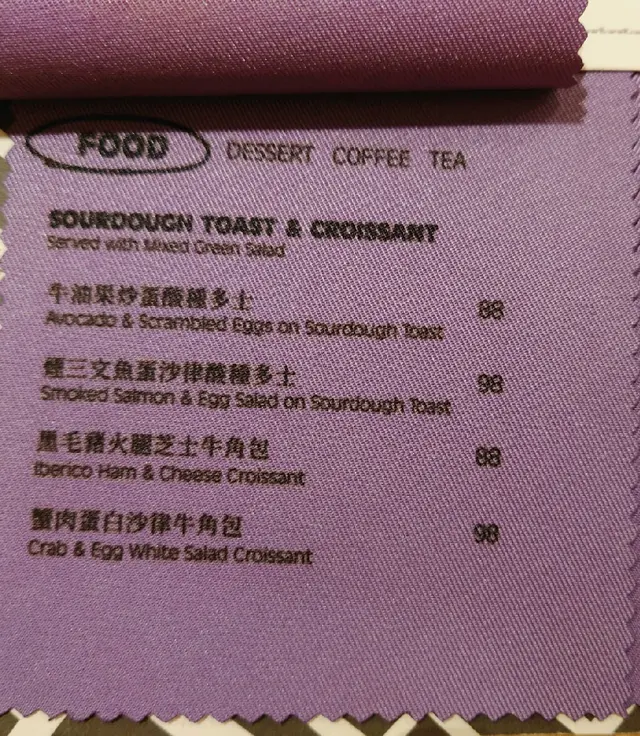 FOOD DESSERT COFFEE TEA
SOURDOUGH TOAST & CROISSANT
Served with Mixed Green Salad
牛油果炒蛋酸種多士 88
Avocado & Scrambled Eggs on Sourdough Toast
煙三文魚蛋沙律酸種多士 98
Smoked Salmon & Egg Salad on Sourdough Toast
黑毛豬火腿芝士牛角包 88
Iberico Ham & Cheese Croissant
蟹肉蛋白沙律牛角包 98
Crab & Egg White Salad Croissant